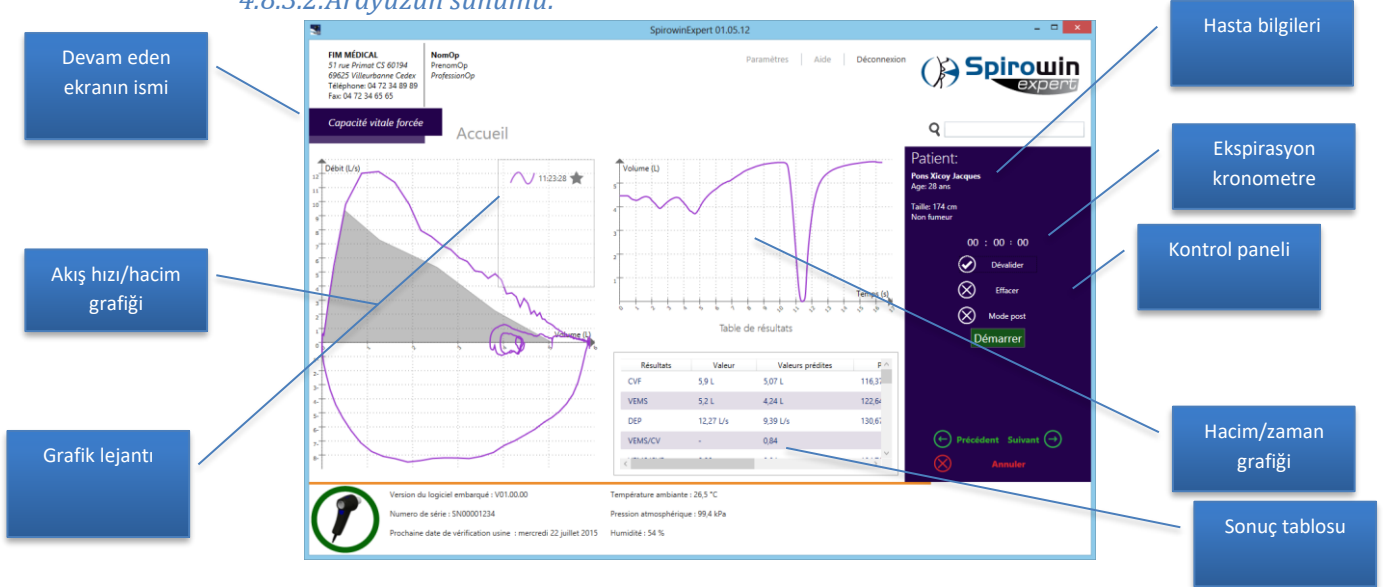 4.8.3.2.Arayüzün sunumu:
Devam eden
ekranın ismi
Akış hızı/hacim
grafiği
Grafik lejantı
SpirowinExpert 01.05.12
FIM MÉDICAL
51 rue Primat CS 60194
69625 Villeurbanne Cedex
Téléphone: 04 72 34 89 89
Fax: 04 72 34 65 65
NomOp
PrenomOp
ProfessionOp
Paramètres
Aide
Déconnexion
Spirowin
expert
Capacité vitale forcée
Accueil
Débit (L/s)
11:23:28
Volume (L)
Volume (L)
Temps (s)
Table de résultats
Résultats Valeur Valeurs prédites
CVF 5,9 L 5,07 L 116,37
VEMS 5,2 L 4,24 L 122,64
DEP 12,27 L/s 9,39 L/s 130,67
VEMS/CV - 0,84
Patient:
Pons Xicoy Jacques
Age: 28 ans
Taille: 174 cm
Non fumeur
00 : 00 : 00
Dévalider
Effacer
Mode post
Démarrer
Précédent Suivant
Annuler
Version du logiciel embarqué : V01.00.00
Numero de série : SN00001234
Prochaine date de vérification usine : mercredi 22 juillet 2015
Température ambiante : 26,5 °C
Pression atmosphérique : 99,4 kPa
Humidité : 54 %
Hasta bilgileri
Ekspirasyon
kronometre
Kontrol paneli
Hacim/zaman
grafiği
Sonuç tablosu